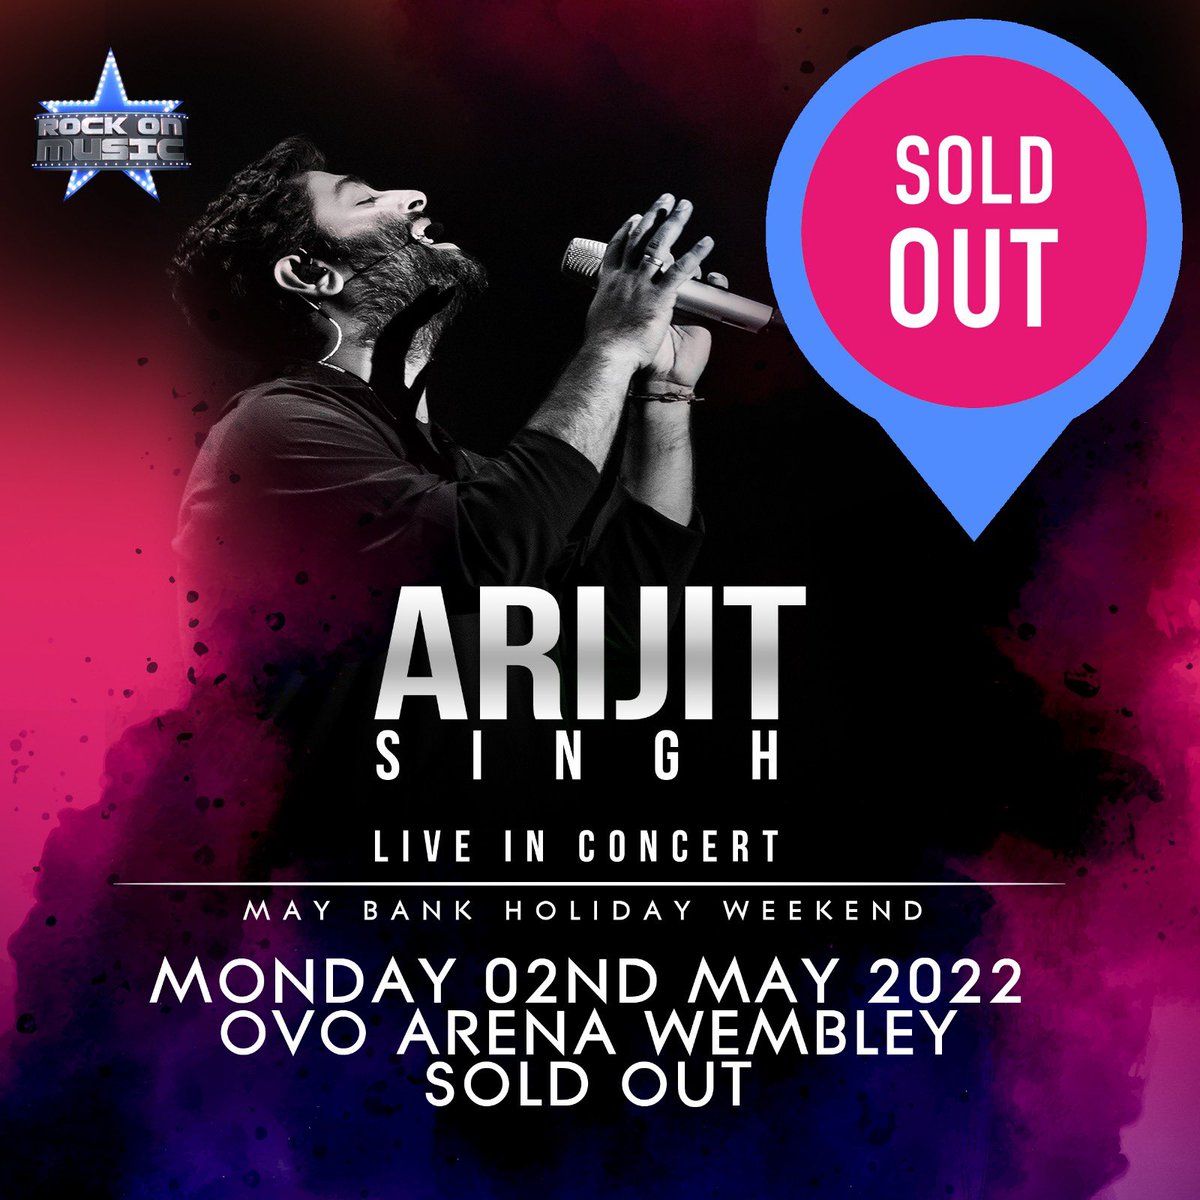 ROCK ON
MUSIC
SOLD
OUT
ARIJIT
SINGH
LIVE IN CONCERT
MAY BANK HOLIDAY WEEKEND
MONDAY 02ND MAY 2022
OVO ARENA WEMBLEY
SOLD OUT